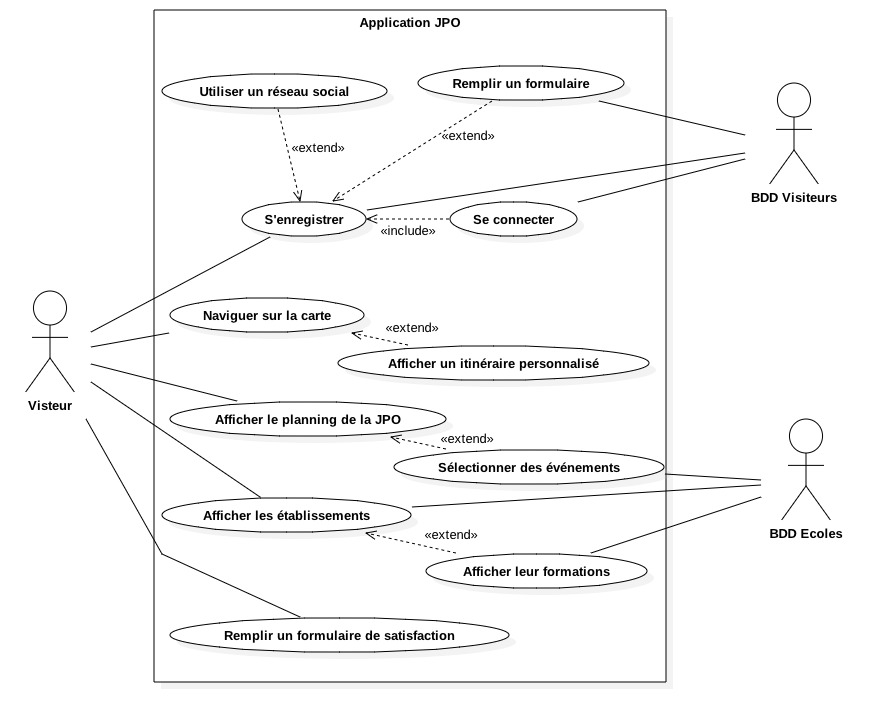 Application JPO
Utiliser un réseau social
Remplir un formulaire
«extend»
«extend»
BDD Visiteurs
S'enregistrer
Se connecter
«include»
Naviguer sur la carte
«extend»
Afficher un itinéraire personnalisé
Visteur
Afficher le planning de la JPO
«extend»
Sélectionner des événements
Afficher les établissements
«extend»
BDD Ecoles
Afficher leur formations
Remplir un formulaire de satisfaction